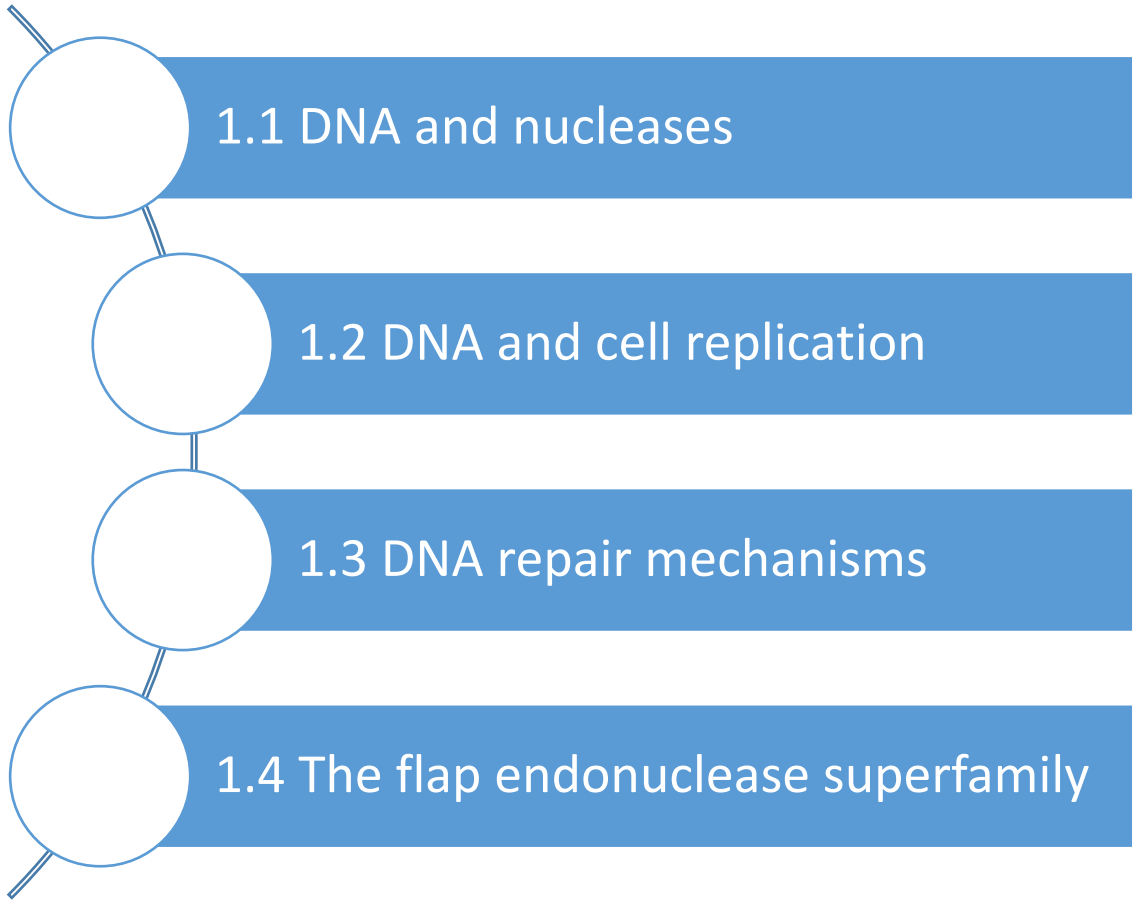 1.1 DNA and nucleases
1.2 DNA and cell replication
1.3 DNA repair mechanisms
1.4 The flap endonuclease superfamily